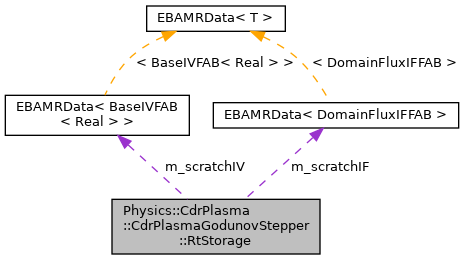 EBAMRData< T >
< BaseIVFAB< Real > >
< DomainFluxIFFAB >
EBAMRData< BaseIVFAB
< Real > >
EBAMRData< DomainFluxIFFAB >
m_scratchIV
m_scratchIF
Physics::CdrPlasma
::CdrPlasmaGodunovStepper
::RtStorage